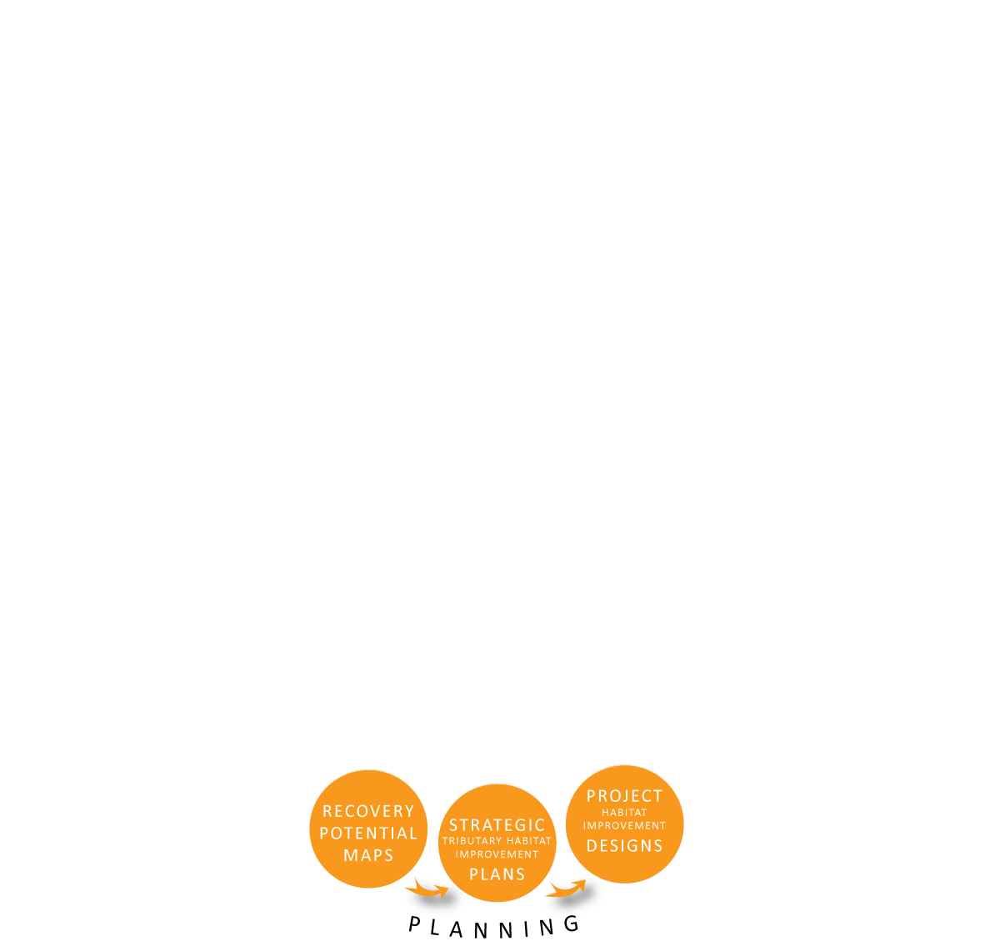 RECOVERY
POTENTIAL
MAPS
STRATEGIC
TRIBUTARY HABITAT
IMPROVEMENT
PLANS
PROJECT
HABITAT
IMPROVEMENT
DESIGNS
PLANNING